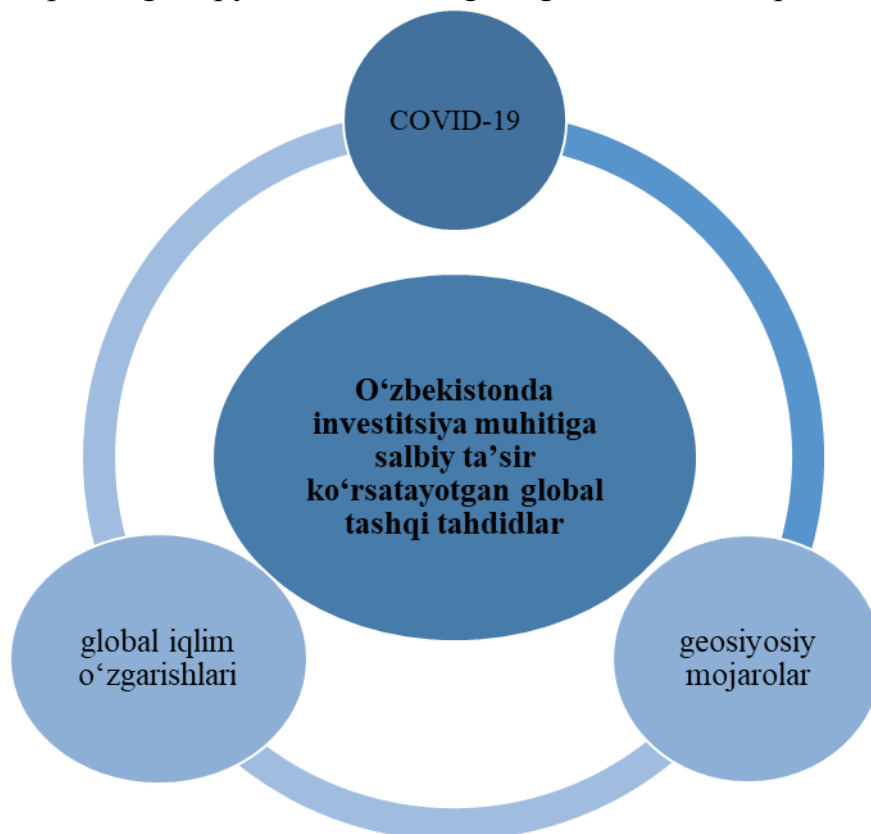 COVID-19
O‘zbekistonda
investitsiya muhitiga
salbiy ta’sir
ko‘rsatayotgan global
tashqi tahdidlar
global iqlim
o‘zgarishlari
geosiyosiy
mojarolar